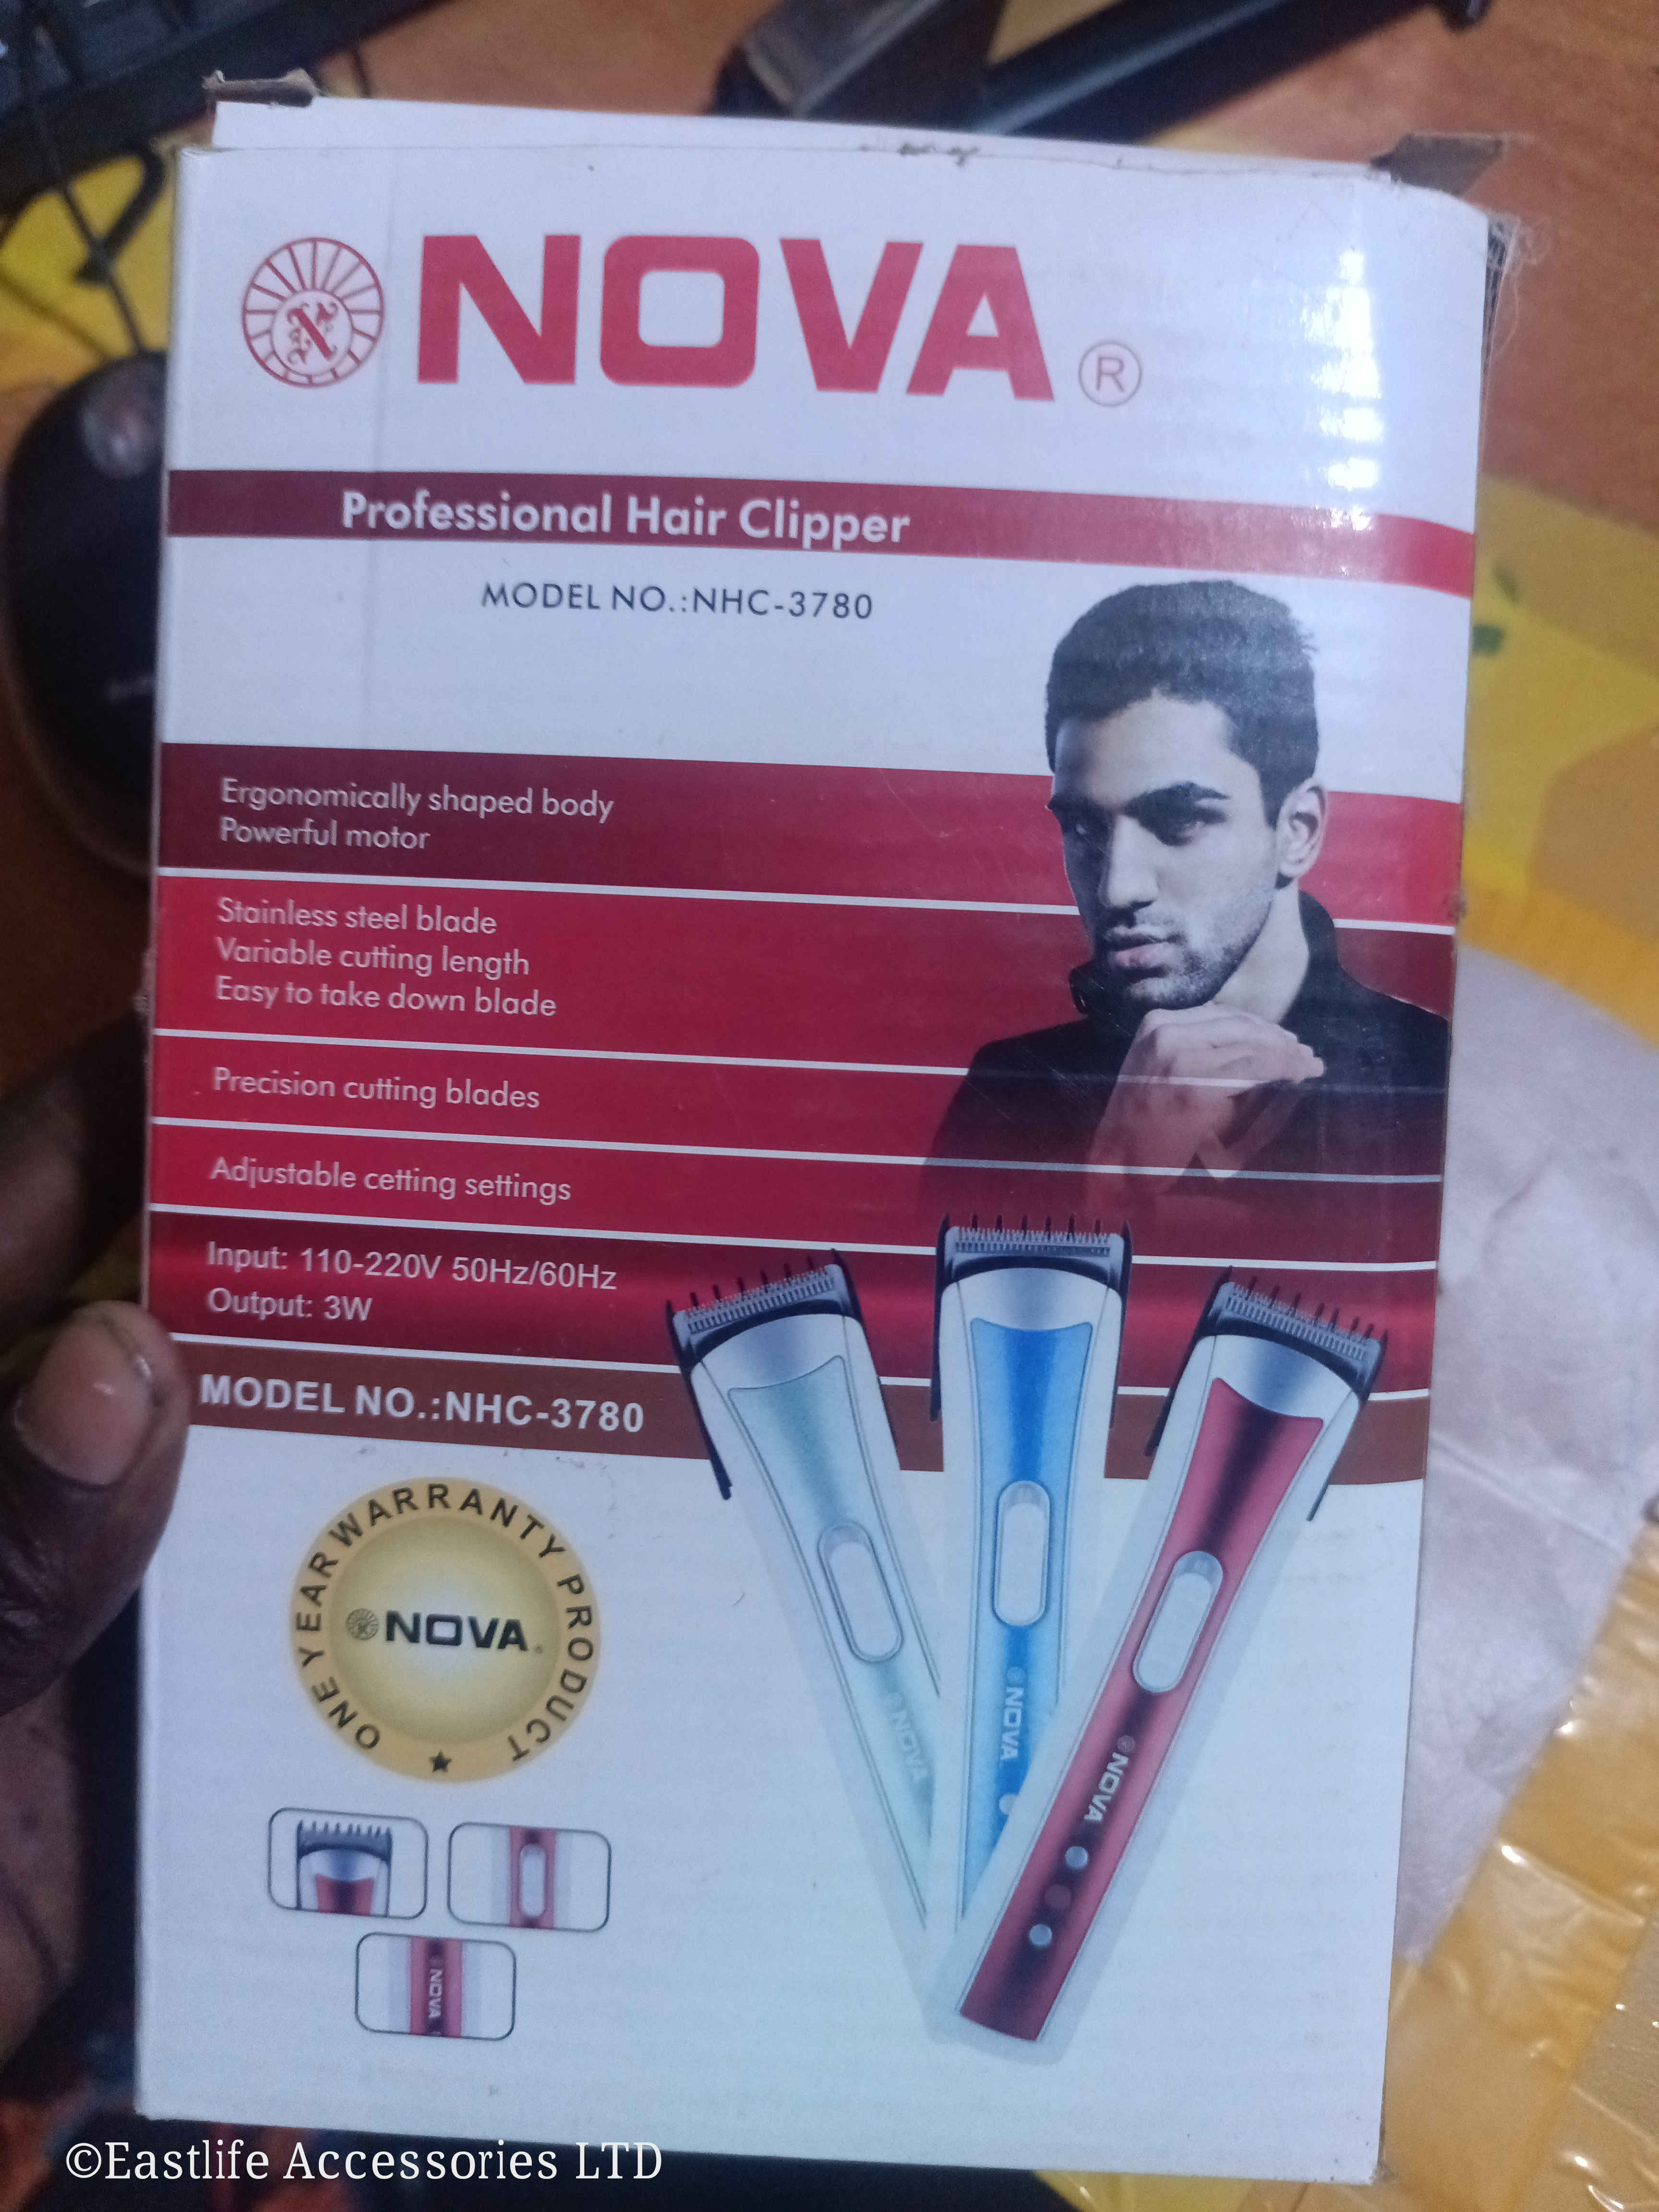 NOVA ®
Professional Hair Clipper
MODEL NO.:NHC-3780
Ergonomically shaped body
Powerful motor
Stainless steel blade
Variable cutting length
Easy to take down blade
Precision cutting blades
Adjustable cetting settings
Input: 110-220V 50Hz/60Hz
Output: 3W
MODEL NO.:NHC-3780
ONE YEAR WARRANTY PRODUCT
NOVA
NOVA
NOVA
NOVA
NOVA
©Eastlife Accessories LTD